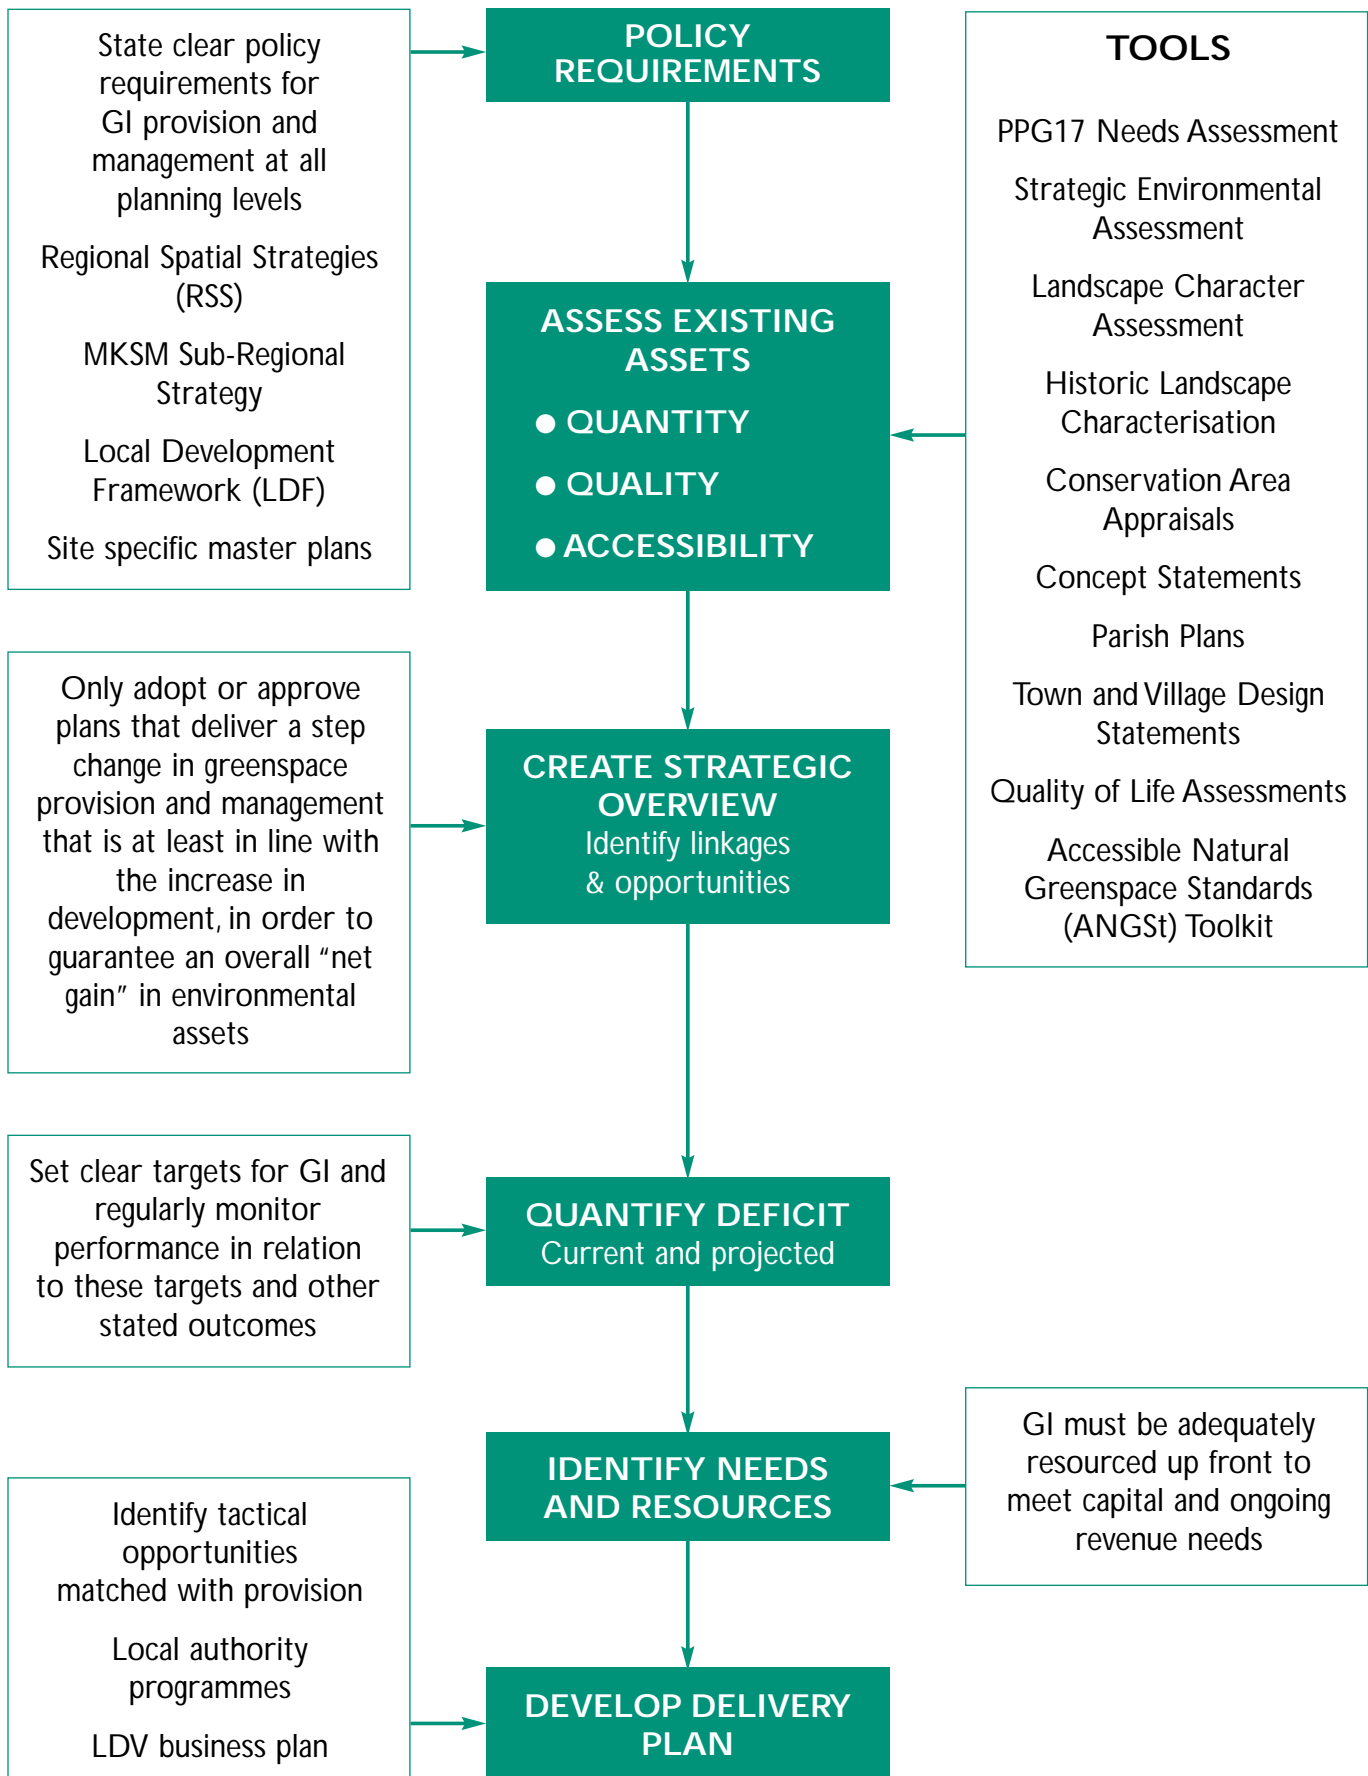 State clear policy
requirements for
GI provision and
management at all
planning levels
Regional Spatial Strategies
(RSS)
MKSM Sub-Regional
Strategy
Local Development
Framework (LDF)
Site specific master plans
POLICY
REQUIREMENTS
ASSESS EXISTING
ASSETS
● QUANTITY
● QUALITY
● ACCESSIBILITY
TOOLS
PPG17 Needs Assessment
Strategic Environmental
Assessment
Landscape Character
Assessment
Historic Landscape
Characterisation
Conservation Area
Appraisals
Concept Statements
Parish Plans
Town and Village Design
Statements
Quality of Life Assessments
Accessible Natural
Greenspace Standards
(ANGSt) Toolkit
Only adopt or approve
plans that deliver a step
change in greenspace
provision and management
that is at least in line with
the increase in
development, in order to
guarantee an overall “net
gain” in environmental
assets
CREATE STRATEGIC
OVERVIEW
Identify linkages
& opportunities
Set clear targets for GI and
regularly monitor
performance in relation
to these targets and other
stated outcomes
QUANTIFY DEFICIT
Current and projected
IDENTIFY NEEDS
AND RESOURCES
GI must be adequately
resourced up front to
meet capital and ongoing
revenue needs
Identify tactical
opportunities
matched with provision
Local authority
programmes
LDV business plan
DEVELOP DELIVERY
PLAN